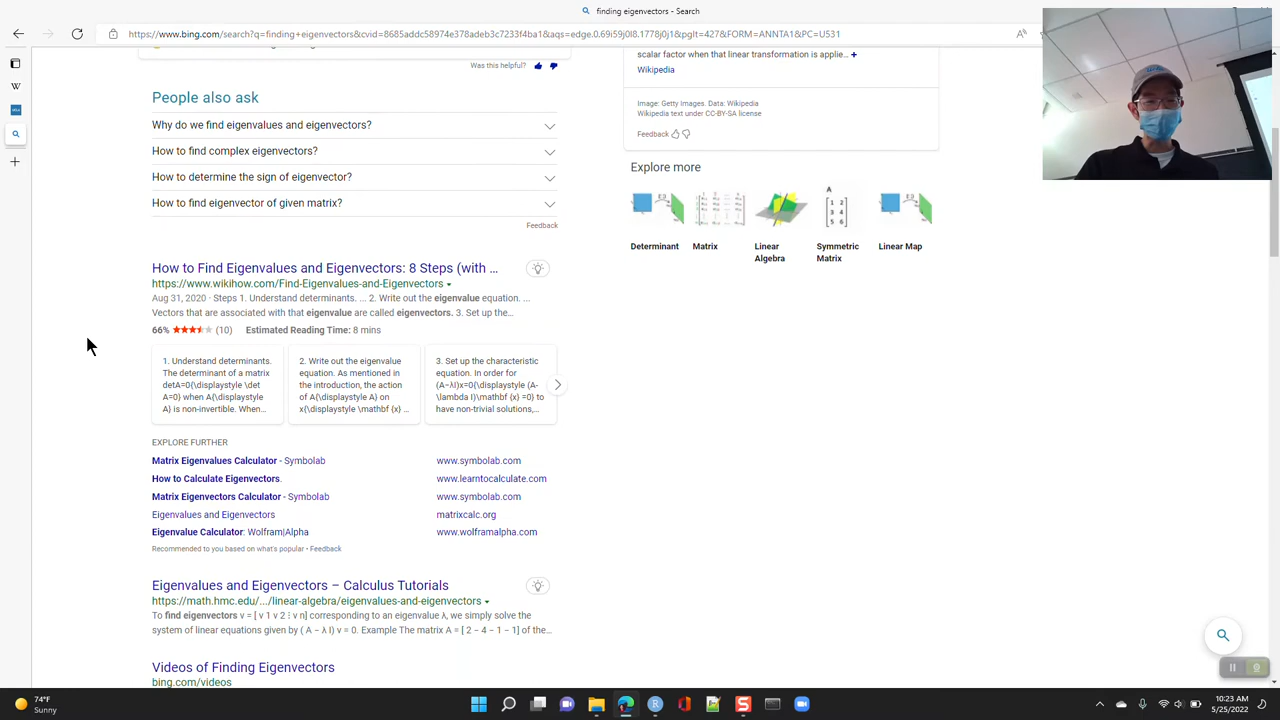 finding eigenvectors - Search
https://www.bing.com/search?q=finding+eigenvectors&cvid=8685addc58974e378adeb3c7233f4ba1&aqs=edge.0.69i59j0l8.1778j0j1&pglt=427&FORM=ANNTA1&PC=U531
scalar factor when that linear transformation is applie... +
Was this helpful?
Wikipedia
People also ask
Image: Getty Images. Data: Wikipedia
Wikipedia text under CC-BY-SA license
Why do we find eigenvalues and eigenvectors?
Feedback
How to find complex eigenvectors?
Explore more
How to determine the sign of eigenvector?
How to find eigenvector of given matrix?
A
1 2
3 4
5 6
Feedback
Determinant
Matrix
Linear
Algebra
Symmetric
Matrix
Linear Map
How to Find Eigenvalues and Eigenvectors: 8 Steps (with ...
https://www.wikihow.com/Find-Eigenvalues-and-Eigenvectors
Aug 31, 2020 · Steps 1. Understand determinants. ... 2. Write out the eigenvalue equation. ...
Vectors that are associated with that eigenvalue are called eigenvectors. 3. Set up the...
66% (10) Estimated Reading Time: 8 mins
1. Understand determinants.
The determinant of a matrix
detA=0{\displaystyle \det
A=0} when A{\displaystyle
A} is non-invertible. When...
2. Write out the eigenvalue
equation. As mentioned in
the introduction, the action
of A{\displaystyle A} on
x{\displaystyle \mathbf {x} ...
3. Set up the characteristic
equation. In order for
(A−λI)x=0{\displaystyle (A-
\lambda I)\mathbf {x} =0} to
have non-trivial solutions,...
EXPLORE FURTHER
Matrix Eigenvalues Calculator - Symbolab www.symbolab.com
How to Calculate Eigenvectors. www.learntocalculate.com
Matrix Eigenvectors Calculator - Symbolab www.symbolab.com
Eigenvalues and Eigenvectors matrixcalc.org
Eigenvalue Calculator: Wolfram|Alpha www.wolframalpha.com
Recommended to you based on what's popular • Feedback
Eigenvalues and Eigenvectors – Calculus Tutorials
https://math.hmc.edu/.../linear-algebra/eigenvalues-and-eigenvectors
To find eigenvectors v = [ v 1 v 2 ⋮ v n] corresponding to an eigenvalue λ, we simply solve the
system of linear equations given by ( A − λ I) v = 0. Example The matrix A = [ 2 − 4 − 1 − 1] of the...
Videos of Finding Eigenvectors
bing.com/videos
74°F
Sunny
10:23 AM
5/25/2022